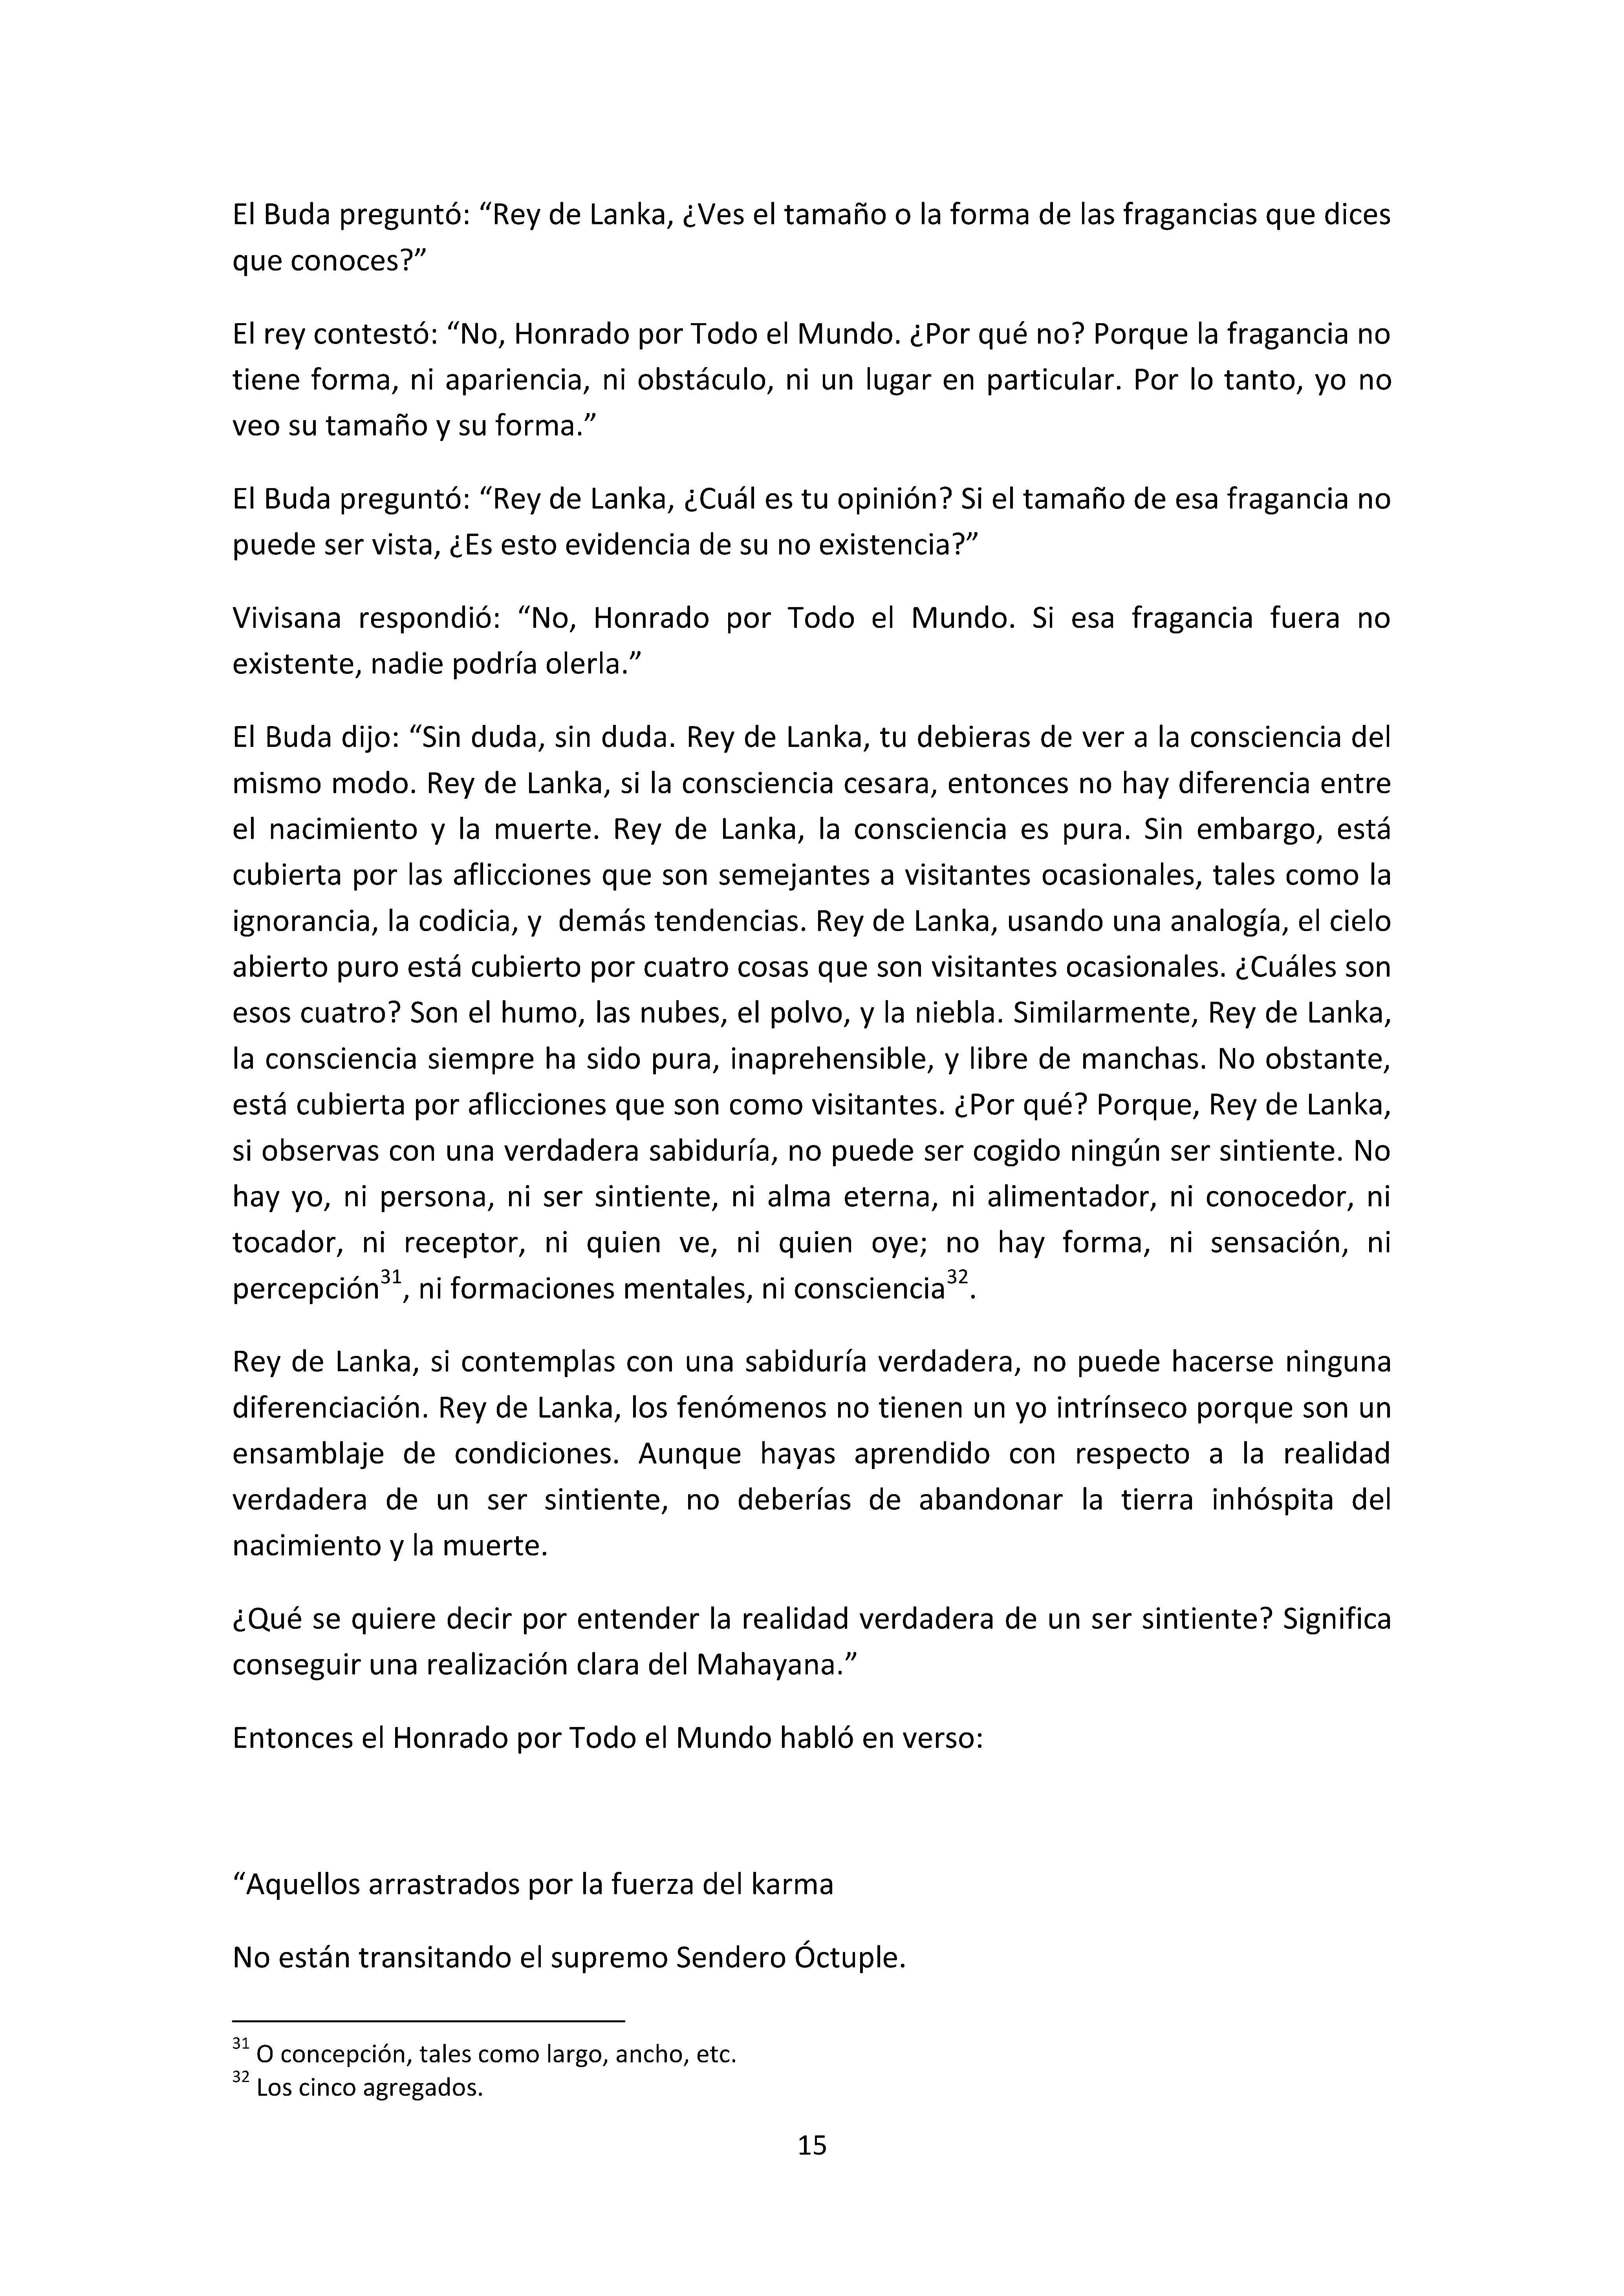 El Buda preguntó: “Rey de Lanka, ¿Ves el tamaño o la forma de las fragancias que dices
que conoces?”
El rey contestó: “No, Honrado por Todo el Mundo. ¿Por qué no? Porque la fragancia no
tiene forma, ni apariencia, ni obstáculo, ni un lugar en particular. Por lo tanto, yo no
veo su tamaño y su forma.”
El Buda preguntó: “Rey de Lanka, ¿Cuál es tu opinión? Si el tamaño de esa fragancia no
puede ser vista, ¿Es esto evidencia de su no existencia?”
Vivisana respondió: “No, Honrado por Todo el Mundo. Si esa fragancia fuera no
existente, nadie podría olerla.”
El Buda dijo: “Sin duda, sin duda. Rey de Lanka, tu debieras de ver a la consciencia del
mismo modo. Rey de Lanka, si la consciencia cesara, entonces no hay diferencia entre
el nacimiento y la muerte. Rey de Lanka, la consciencia es pura. Sin embargo, está
cubierta por las aflicciones que son semejantes a visitantes ocasionales, tales como la
ignorancia, la codicia, y  demás tendencias. Rey de Lanka, usando una analogía, el cielo
abierto puro está cubierto por cuatro cosas que son visitantes ocasionales. ¿Cuáles son
esos cuatro? Son el humo, las nubes, el polvo, y la niebla. Similarmente, Rey de Lanka,
la consciencia siempre ha sido pura, inaprehensible, y libre de manchas. No obstante,
está cubierta por aflicciones que son como visitantes. ¿Por qué? Porque, Rey de Lanka,
si observas con una verdadera sabiduría, no puede ser cogido ningún ser sintiente. No
hay yo, ni persona, ni ser sintiente, ni alma eterna, ni alimentador, ni conocedor, ni
tocador, ni receptor, ni quien ve, ni quien oye; no hay forma, ni sensación, ni
percepción31, ni formaciones mentales, ni consciencia32.
Rey de Lanka, si contemplas con una sabiduría verdadera, no puede hacerse ninguna
diferenciación. Rey de Lanka, los fenómenos no tienen un yo intrínseco porque son un
ensamblaje de condiciones. Aunque hayas aprendido con respecto a la realidad
verdadera de un ser sintiente, no deberías de abandonar la tierra inhóspita del
nacimiento y la muerte.
¿Qué se quiere decir por entender la realidad verdadera de un ser sintiente? Significa
conseguir una realización clara del Mahayana.”
Entonces el Honrado por Todo el Mundo habló en verso:
“Aquellos arrastrados por la fuerza del karma
No están transitando el supremo Sendero Óctuple.
31 O concepción, tales como largo, ancho, etc.
32 Los cinco agregados.
15